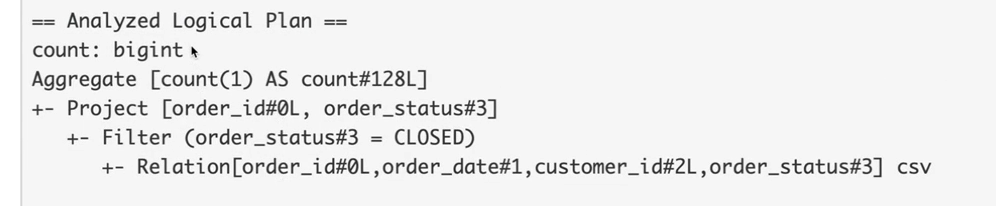 == Analyzed Logical Plan ==
count: bigint
Aggregate [count(1) AS count#128L]
+- Project [order_id#0L, order_status#3]
   +- Filter (order_status#3 = CLOSED)
      +- Relation[order_id#0L,order_date#1,customer_id#2L,order_status#3] csv